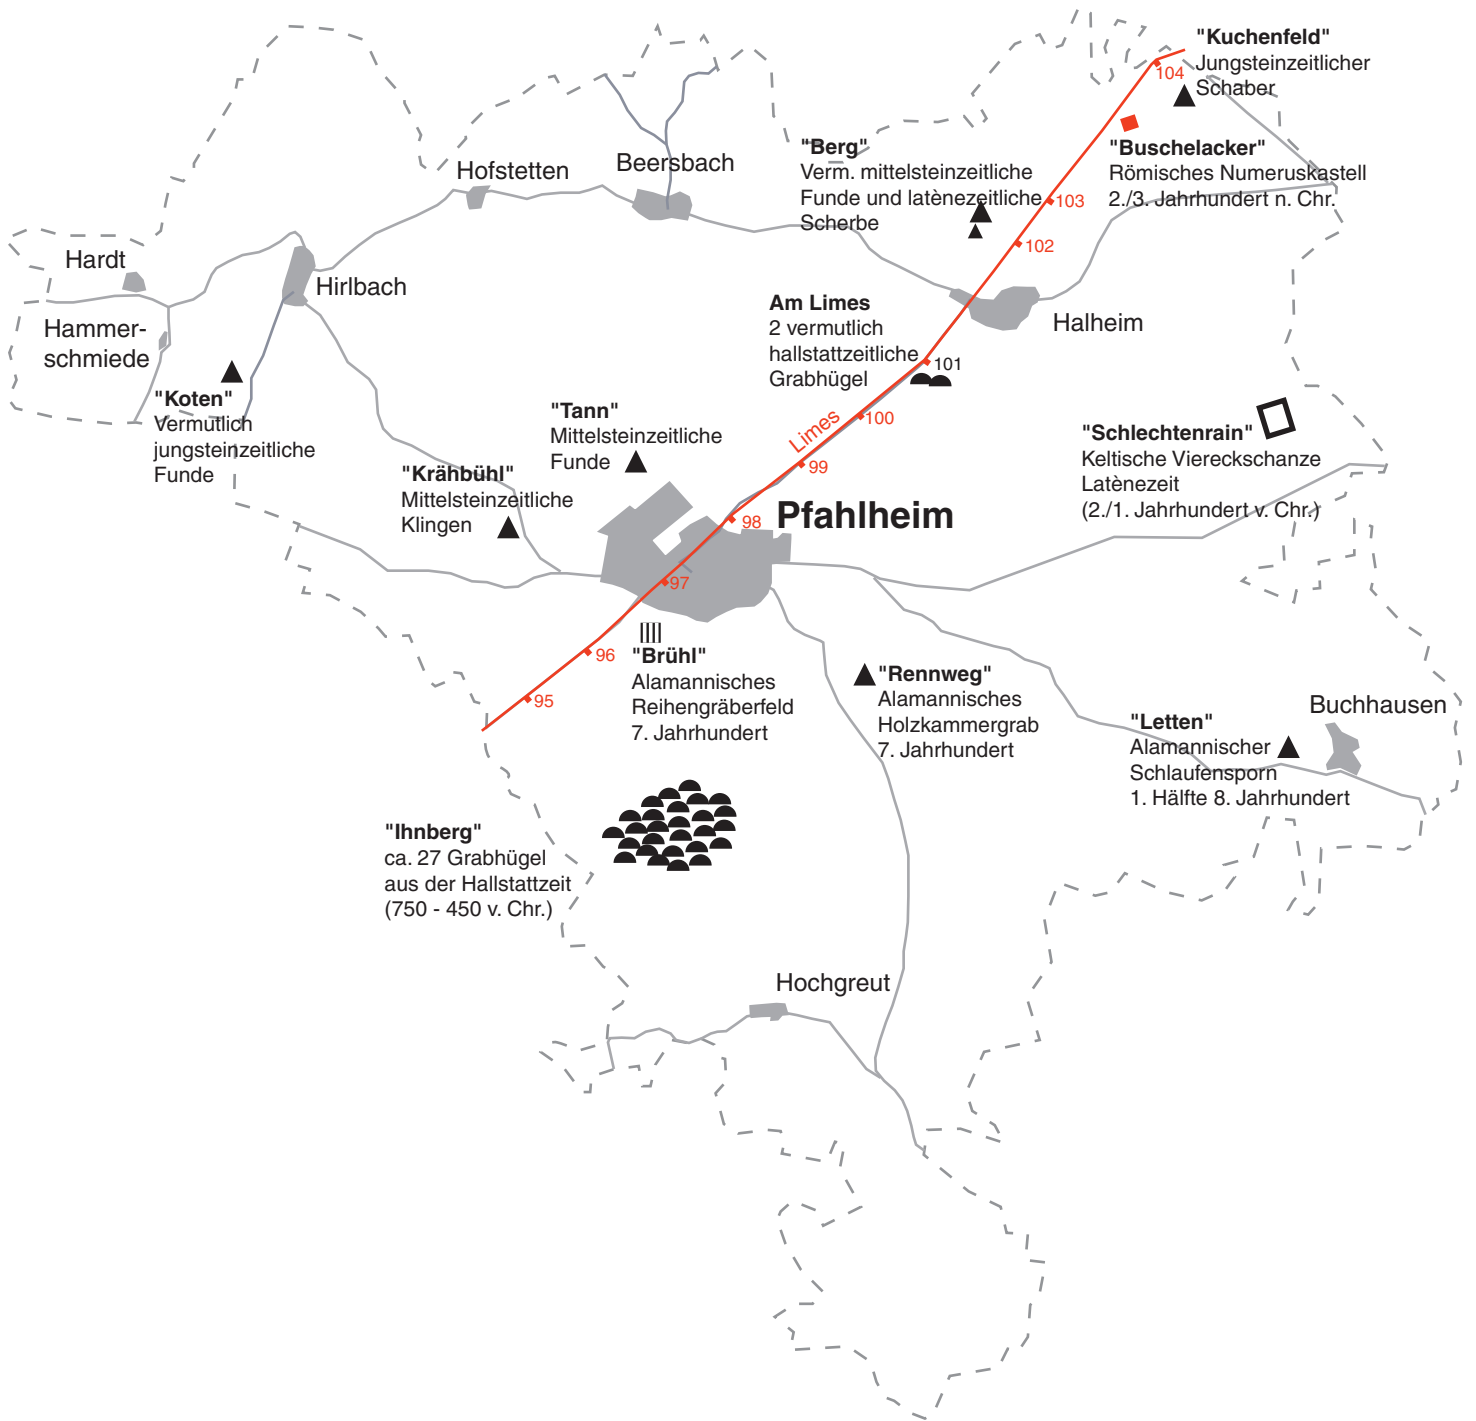 "Kuchenfeld"
Jungsteinzeitlicher
Schaber
104
"Buschelacker"
Römisches Numeruskastell
2./3. Jahrhundert n. Chr.
"Berg"
Verm. mittelsteinzeitliche
Funde und latènezeitliche
Scherbe
103
102
Hofstetten
Beersbach
Hardt
Hirlbach
Hammer-
schmiede
Halheim
Am Limes
2 vermutlich
hallstattzeitliche
Grabhügel
101
100
Limes
99
98
"Koten"
Vermutlich
jungsteinzeitliche
Funde
"Tann"
Mittelsteinzeitliche
Funde
"Krähbühl"
Mittelsteinzeitliche
Klingen
"Schlechtenrain"
Keltische Viereckschanze
Latènezeit
(2./1. Jahrhundert v. Chr.)
Pfahlheim
97
96
95
"Brühl"
Alamannisches
Reihengräberfeld
7. Jahrhundert
"Rennweg"
Alamannisches
Holzkammergrab
7. Jahrhundert
Buchhausen
"Letten"
Alamannischer
Schlaufensporn
1. Hälfte 8. Jahrhundert
"Ihnberg"
ca. 27 Grabhügel
aus der Hallstattzeit
(750 - 450 v. Chr.)
Hochgreut